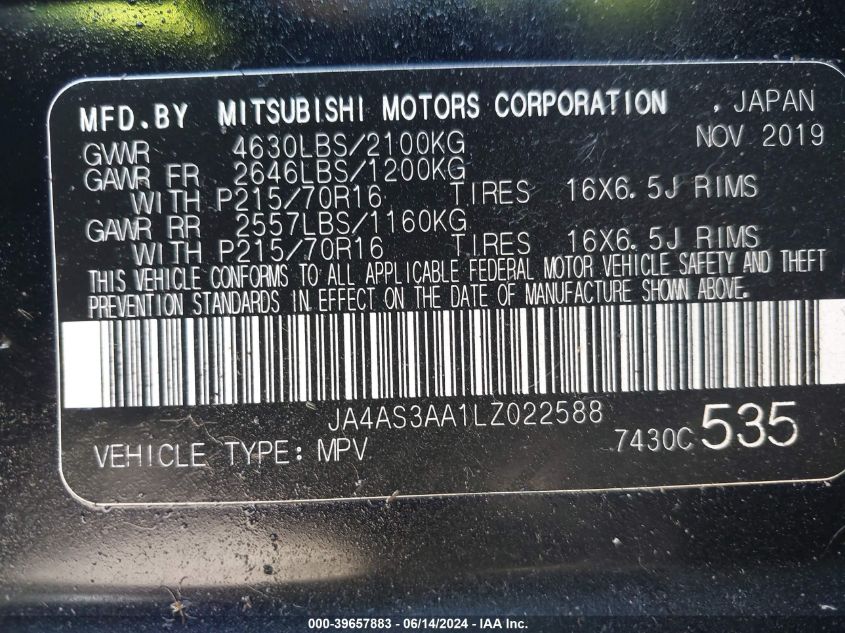 MFD.BY MITSUBISHI MOTORS CORPORATION , JAPAN
GVWR 4630LBS/2100KG NOV 2019
GAWR FR 2646LBS/1200KG
WITH P215/70R16 TIRES 16X6.5J RIMS
GAWR RR 2557LBS/1160KG
WITH P215/70R16 TIRES 16X6.5J RIMS
THIS VEHICLE CONFORMS TO ALL APPLICABLE FEDERAL MOTOR VEHICLE SAFETY AND THEFT
PREVENTION STANDARDS IN EFFECT ON THE DATE OF MANUFACTURE SHOWN ABOVE.
JA4AS3AA1LZ022588
VEHICLE TYPE: MPV 7430C 535
000-39657883 - 06/14/2024 - IAA Inc.